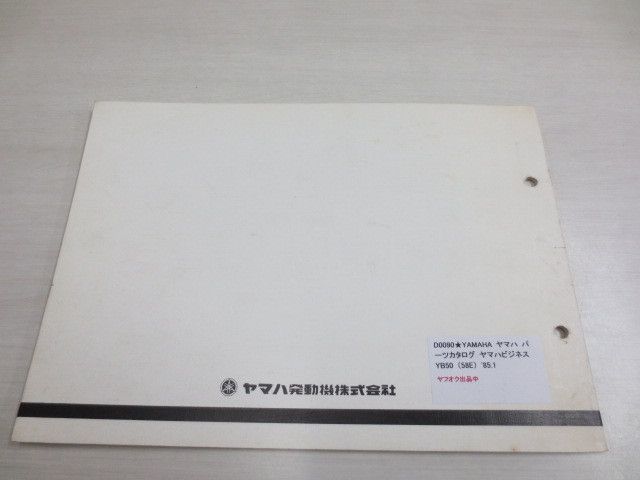 D0090★YAMAHA ヤマハ パ
ーツカタログ ヤマハビジネス
YB50 (58E) '85.1
ヤフオク出品中
ヤマハ発動機株式会社